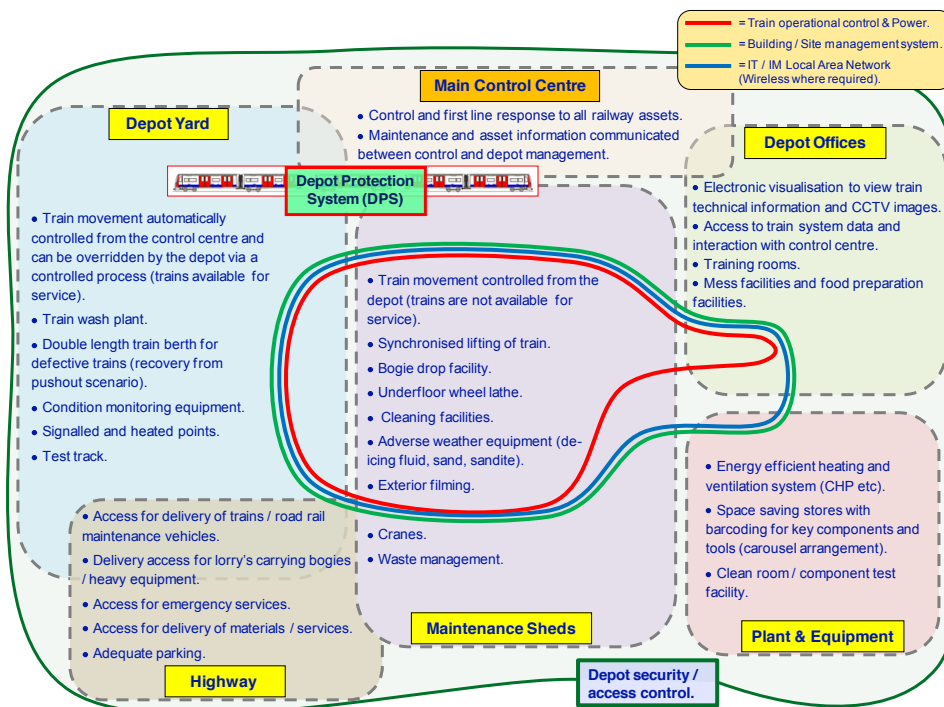 = Train operational control & Power.
= Building / Site management system.
= IT / IM Local Area Network
(Wireless where required).
Main Control Centre
• Control and first line response to all railway assets.
• Maintenance and asset information communicated
between control and depot management.
Depot Yard
Depot Protection
System (DPS)
• Train movement automatically
controlled from the control centre and
can be overridden by the depot via a
controlled process (trains available for
service).
• Train wash plant.
• Double length train berth for
defective trains (recovery from
pushout scenario).
• Condition monitoring equipment.
• Signalled and heated points.
• Test track.
Depot Offices
• Electronic visualisation to view train
technical information and CCTV images.
• Access to train system data and
interaction with control centre.
• Training rooms.
• Mess facilities and food preparation
facilities.
• Train movement controlled from the
depot (trains are not available for
service).
• Synchronised lifting of train.
• Bogie drop facility.
• Underfloor wheel lathe.
• Cleaning facilities.
• Adverse weather equipment (de-
icing fluid, sand, sandite).
• Exterior filming.
• Cranes.
• Waste management.
Maintenance Sheds
• Access for delivery of trains / road rail
maintenance vehicles.
• Delivery access for lorry's carrying bogies
/ heavy equipment.
• Access for emergency services.
• Access for delivery of materials / services.
• Adequate parking.
Highway
• Energy efficient heating and
ventilation system (CHP etc).
• Space saving stores with
barcoding for key components and
tools (carousel arrangement).
• Clean room / component test
facility.
Plant & Equipment
Depot security /
access control.